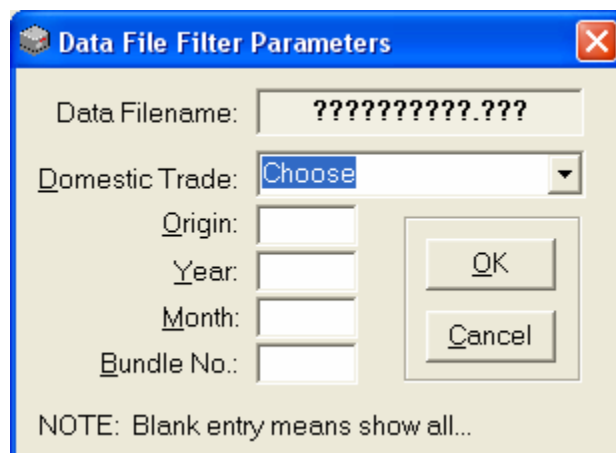 Data File Filter Parameters
Data Filename: ??????????.???
Domestic Trade: Choose
Origin:
Year:
OK
Month:
Cancel
Bundle No.:
NOTE: Blank entry means show all...